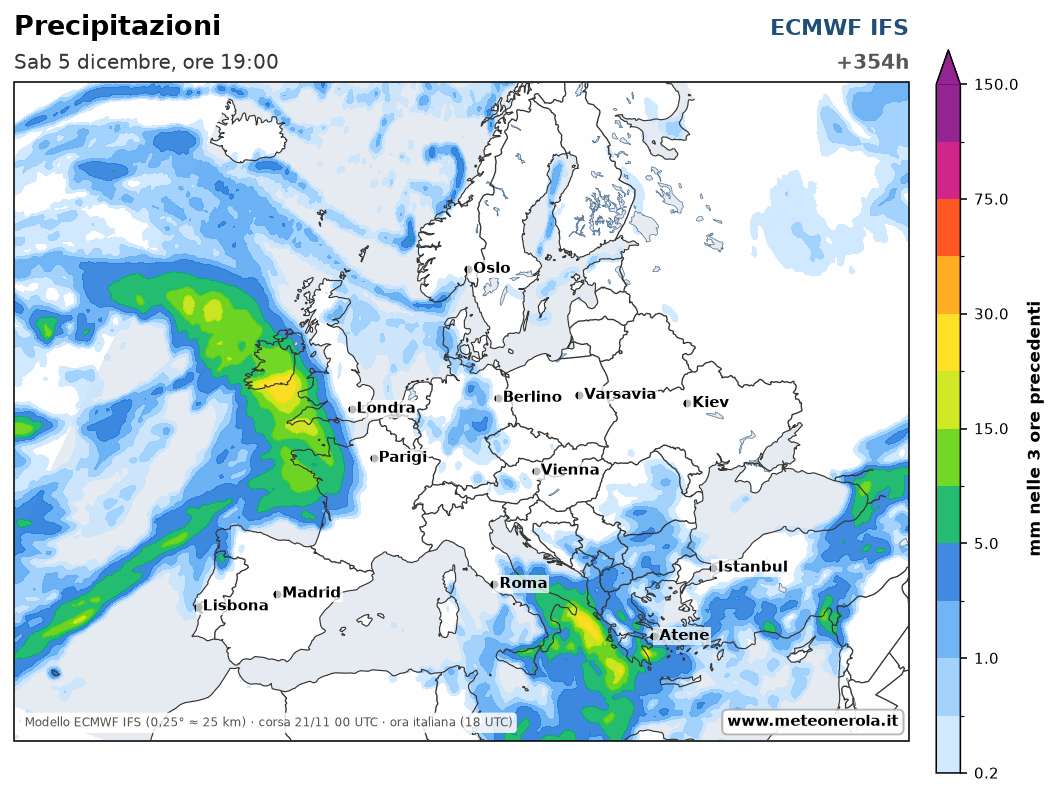 Precipitazioni
ECMWF IFS
Sab 5 dicembre, ore 19:00
+354h
150.0
75.0
30.0
15.0
5.0
1.0
0.2
mm nelle 3 ore precedenti
Oslo
Berlino
Varsavia
Kiev
Londra
Parigi
Vienna
Istanbul
Roma
Madrid
Lisbona
Atene
Modello ECMWF IFS (0,25° ≈ 25 km) · corsa 21/11 00 UTC · ora italiana (18 UTC)
www.meteonerola.it